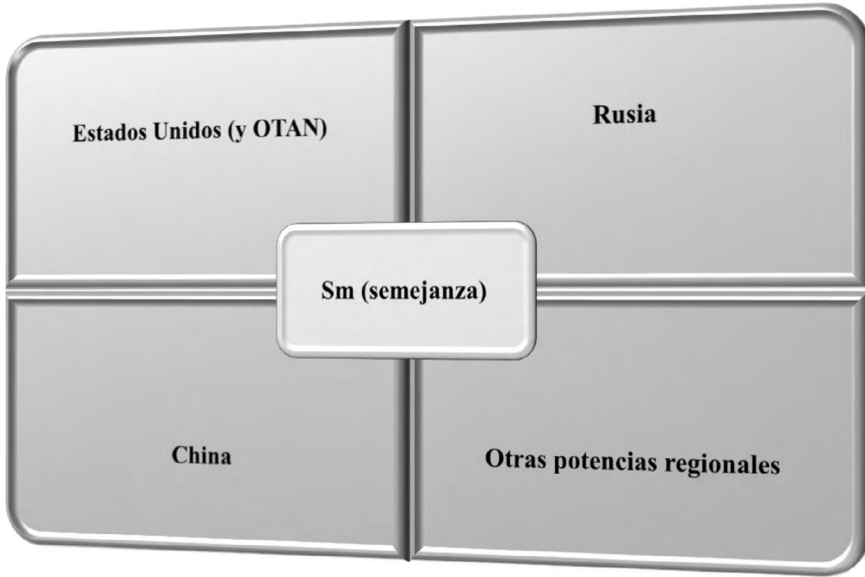 Estados Unidos (y OTAN)
Rusia
Sm (semejanza)
China
Otras potencias regionales